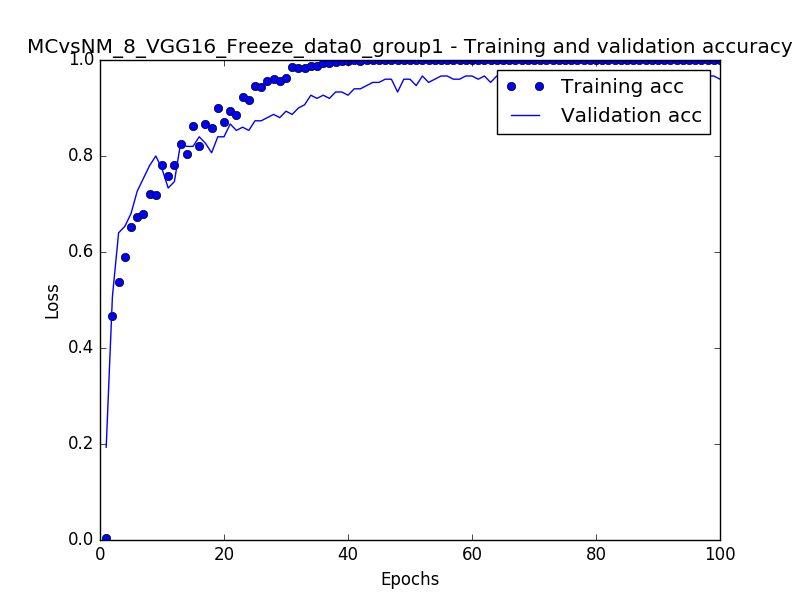 MCvsNM_8_VGG16_Freeze_data0_group1 - Training and validation accuracy
1.0
Training acc
Validation acc
0.8
0.6
Loss
0.4
0.2
0.0
0 20 40 60 80 100
Epochs